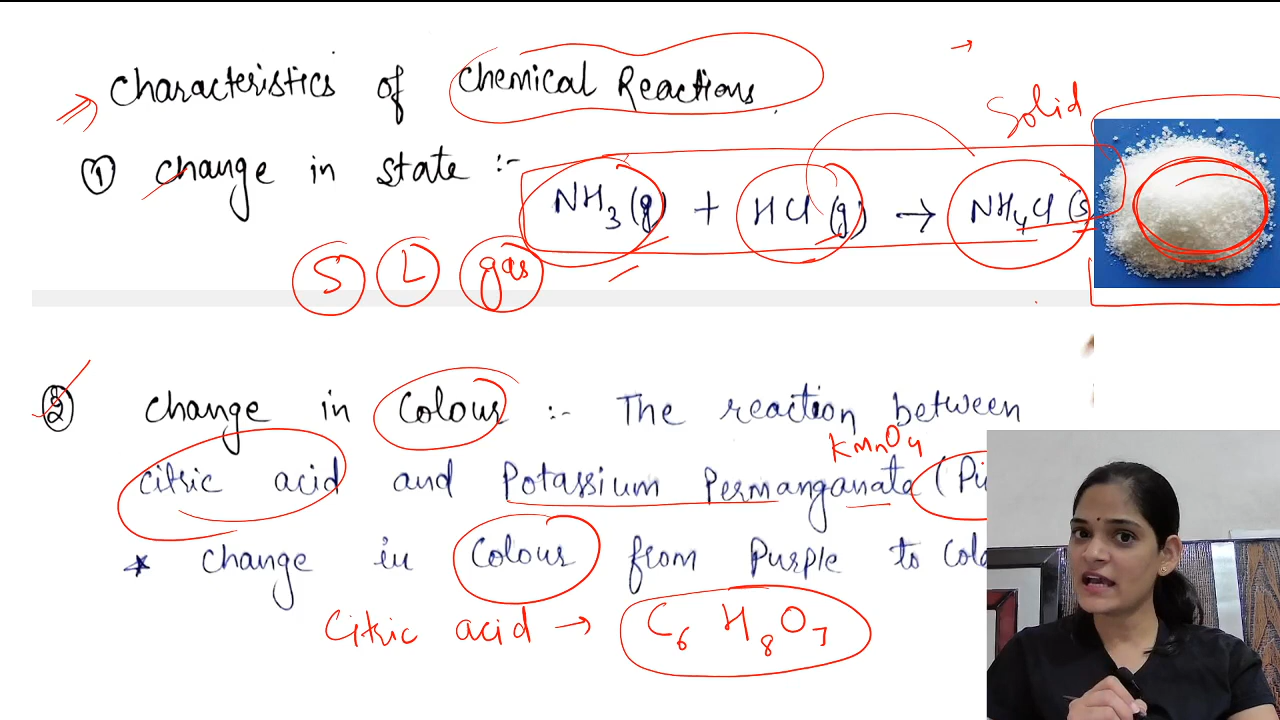 ⇒ Characteristics of Chemical Reactions.
Solid
① change in state :- NH₃(g) + HCl(g) → NH₄Cl(s)
S L gas
② change in Colour :- The reaction between
KMnO₄
citric acid and Potassium Permanganate (
* change in Colour from Purple to
Citric acid → C₆H₈O₇